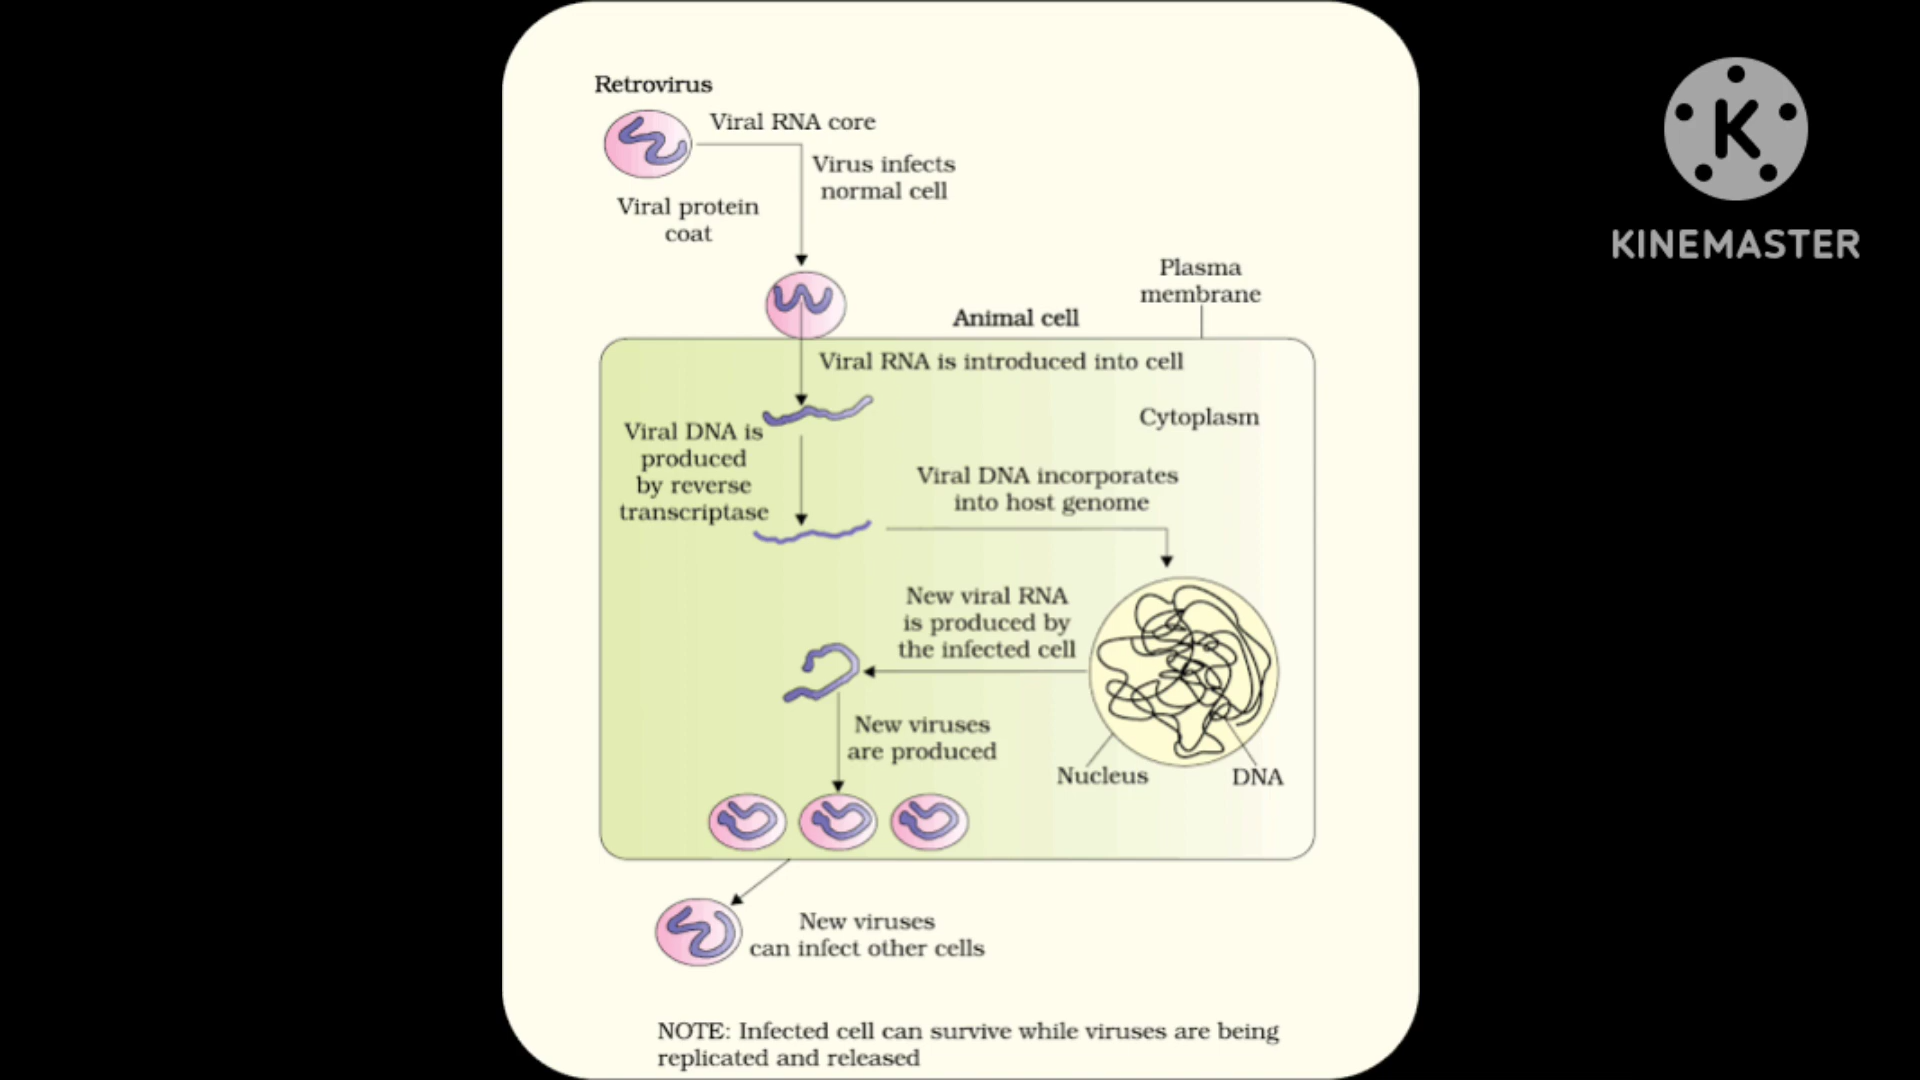 Retrovirus
Viral RNA core
Virus infects
normal cell
Viral protein
coat
Plasma
membrane
Animal cell
Viral RNA is introduced into cell
Cytoplasm
Viral DNA is
produced
by reverse
transcriptase
Viral DNA incorporates
into host genome
New viral RNA
is produced by
the infected cell
New viruses
are produced
Nucleus
DNA
New viruses
can infect other cells
NOTE: Infected cell can survive while viruses are being
replicated and released
K
KINEMASTER